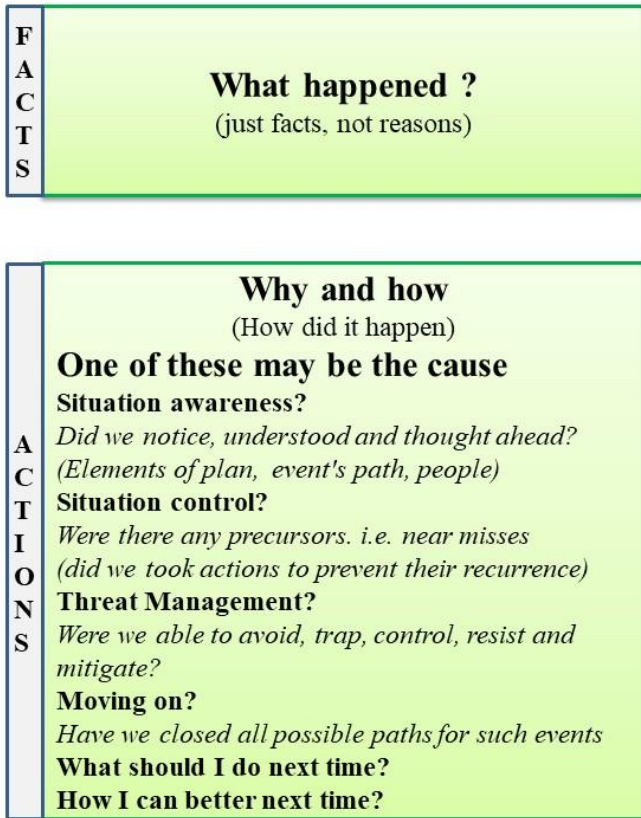 FACTS
What happened ?
(just facts, not reasons)
ACTIONS
Why and how
(How did it happen)
One of these may be the cause
Situation awareness?
Did we notice, understood and thought ahead?
(Elements of plan, event's path, people)
Situation control?
Were there any precursors. i.e. near misses
(did we took actions to prevent their recurrence)
Threat Management?
Were we able to avoid, trap, control, resist and
mitigate?
Moving on?
Have we closed all possible paths for such events
What should I do next time?
How I can better next time?